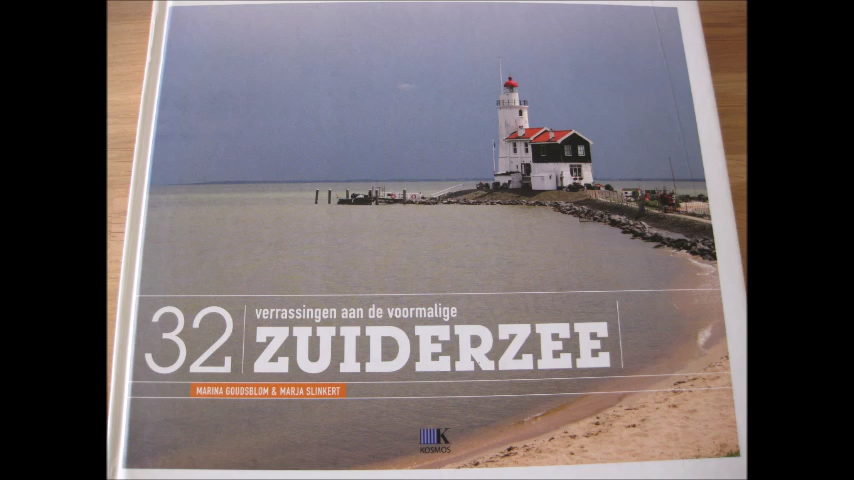 32
verrassingen aan de voormalige
ZUIDERZEE
MARINA GOUDSBLOM & MARJA SLINKERT
K
KOSMOS